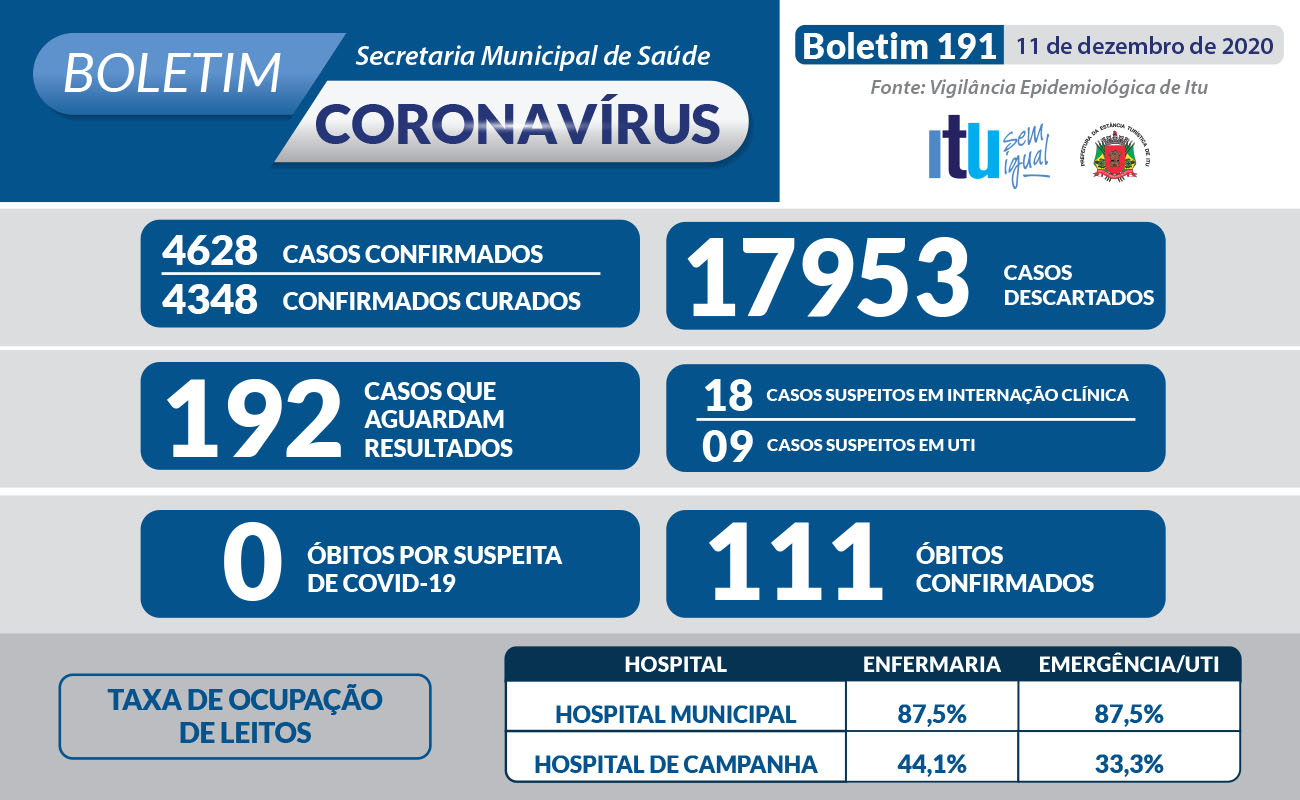 BOLETIM
Secretaria Municipal de Saúde
CORONAVÍRUS
Boletim 191 11 de dezembro de 2020
Fonte: Vigilância Epidemiológica de Itu
itu sem igual
PREFEITURA DA ESTÂNCIA TURÍSTICA DE ITU
4628 CASOS CONFIRMADOS
4348 CONFIRMADOS CURADOS
17953 CASOS
DESCARTADOS
192 CASOS QUE
AGUARDAM
RESULTADOS
18 CASOS SUSPEITOS EM INTERNAÇÃO CLÍNICA
09 CASOS SUSPEITOS EM UTI
0 ÓBITOS POR SUSPEITA
DE COVID-19
111 ÓBITOS
CONFIRMADOS
TAXA DE OCUPAÇÃO
DE LEITOS
HOSPITAL ENFERMARIA EMERGÊNCIA/UTI
HOSPITAL MUNICIPAL 87,5% 87,5%
HOSPITAL DE CAMPANHA 44,1% 33,3%